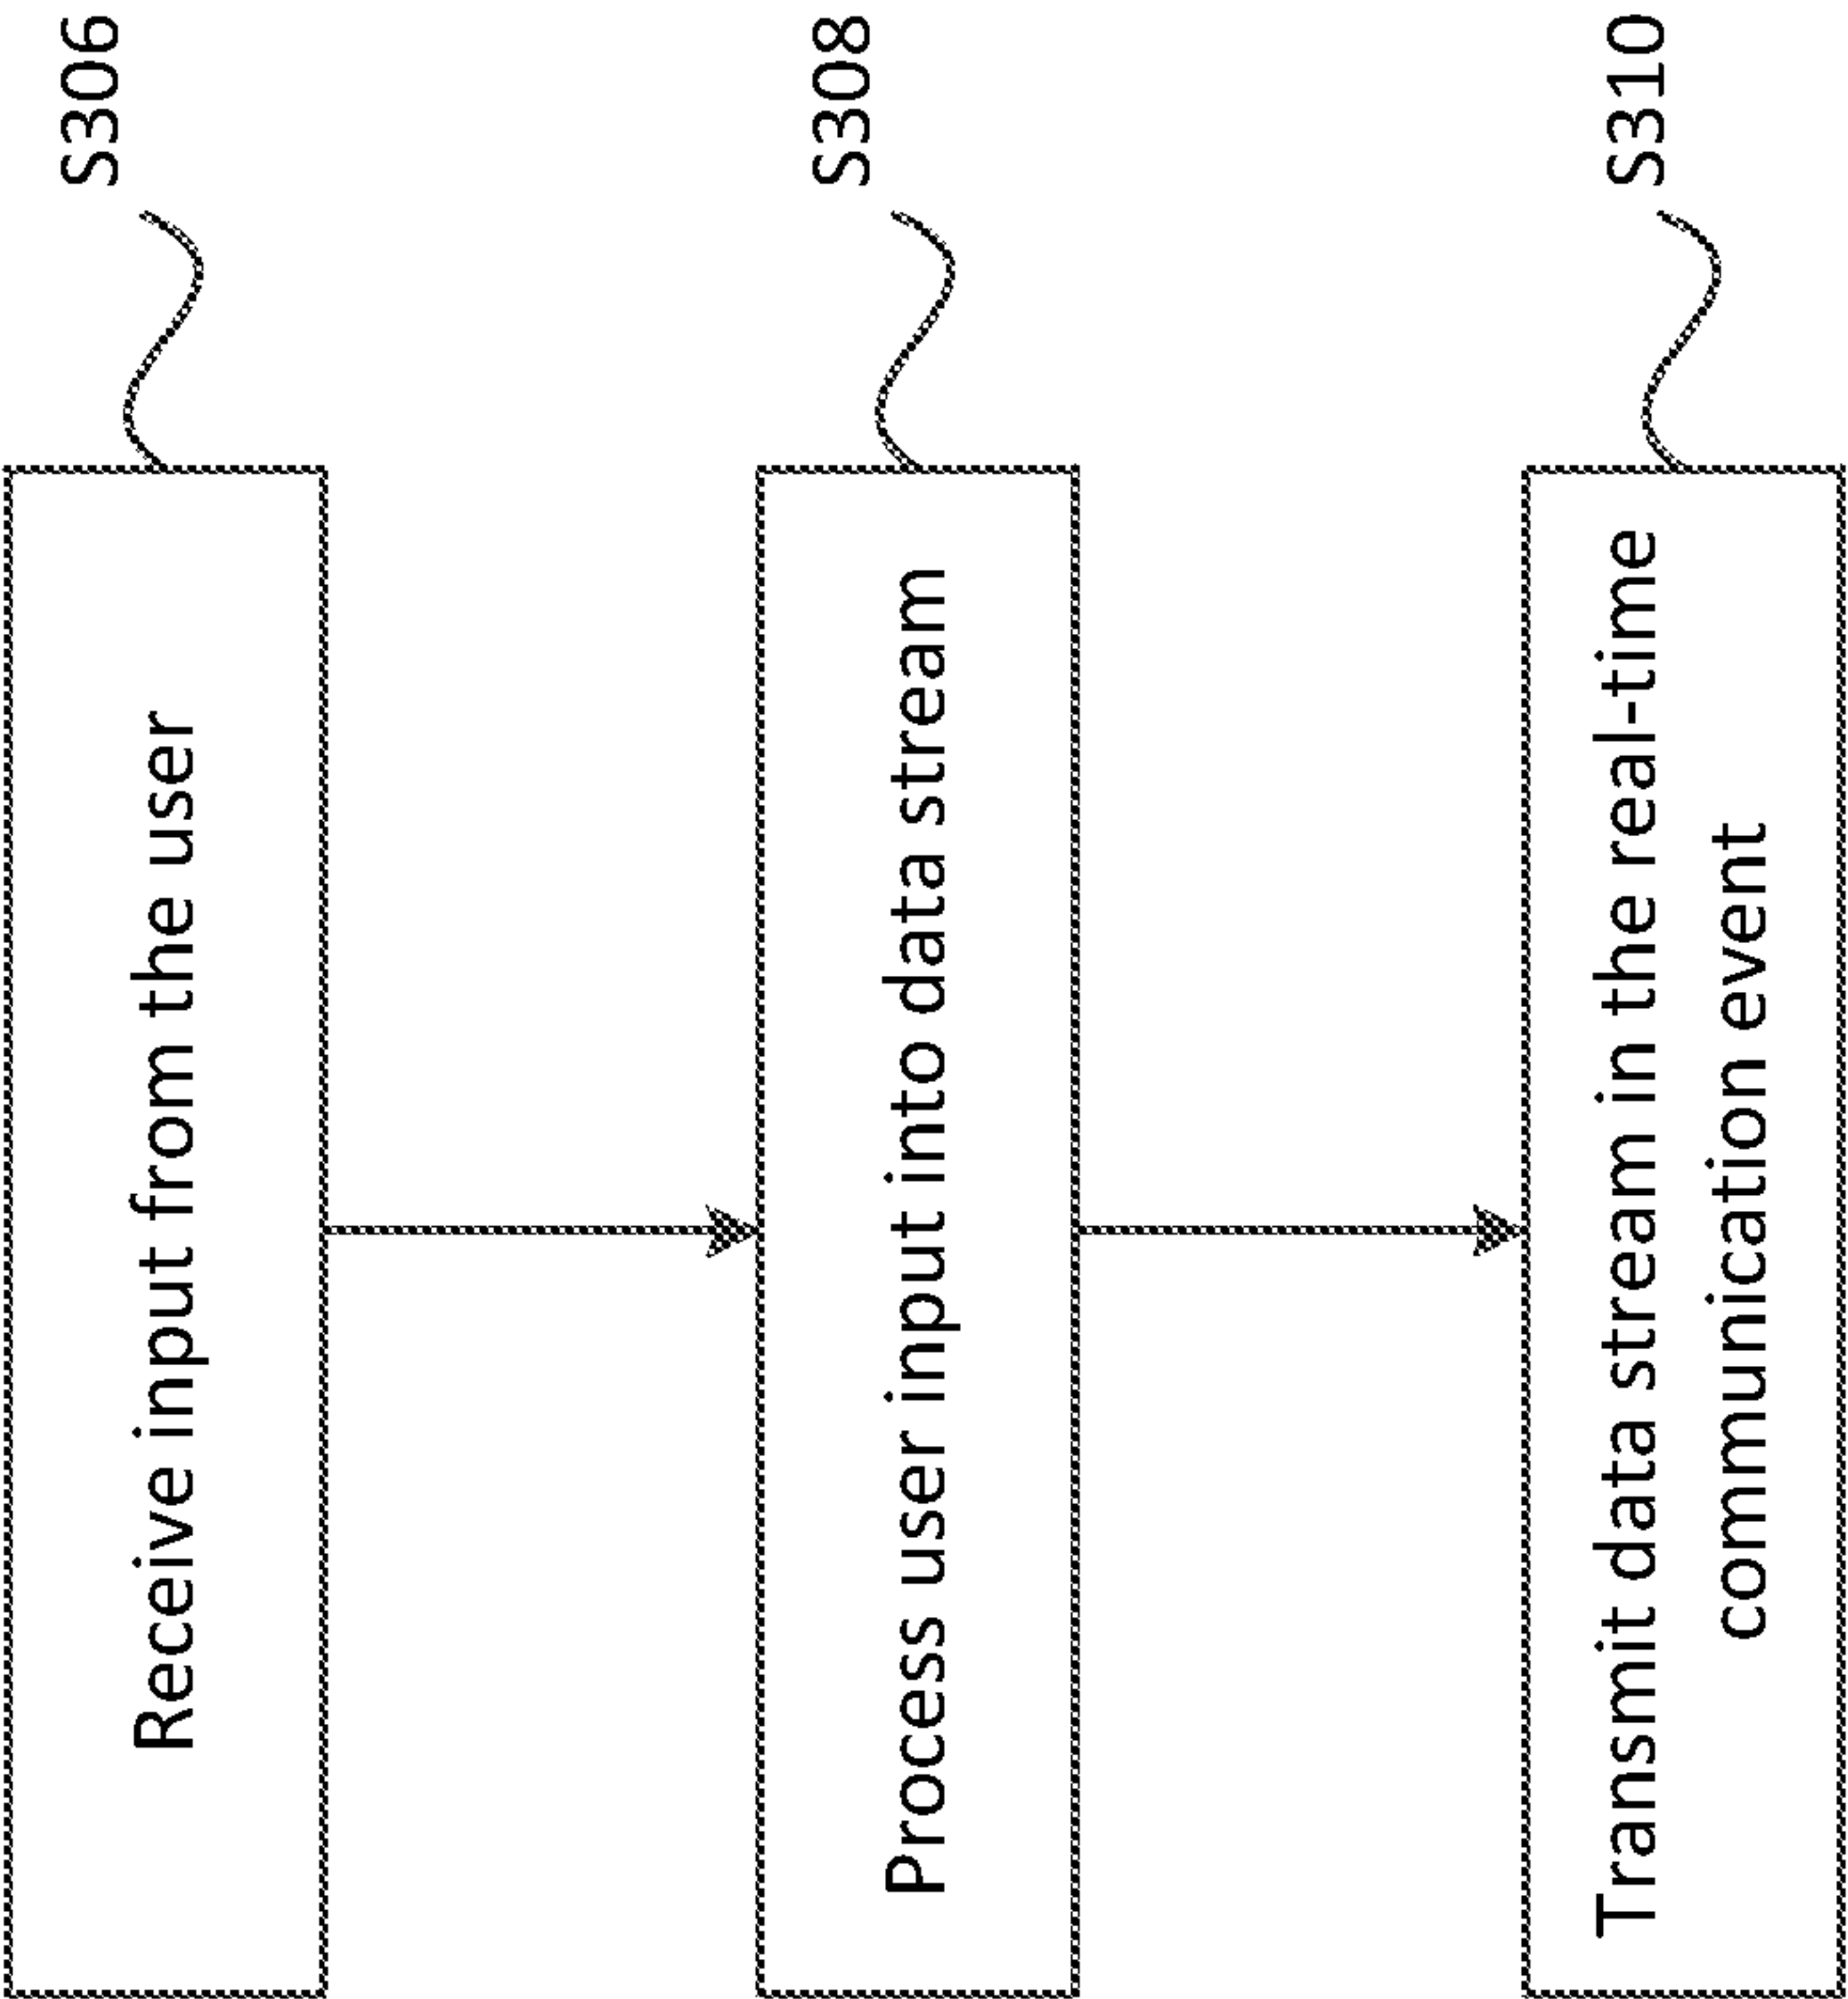 Receive input from the user
S306
Process user input into data stream
S308
Transmit data stream in the real-time
communication event
S310